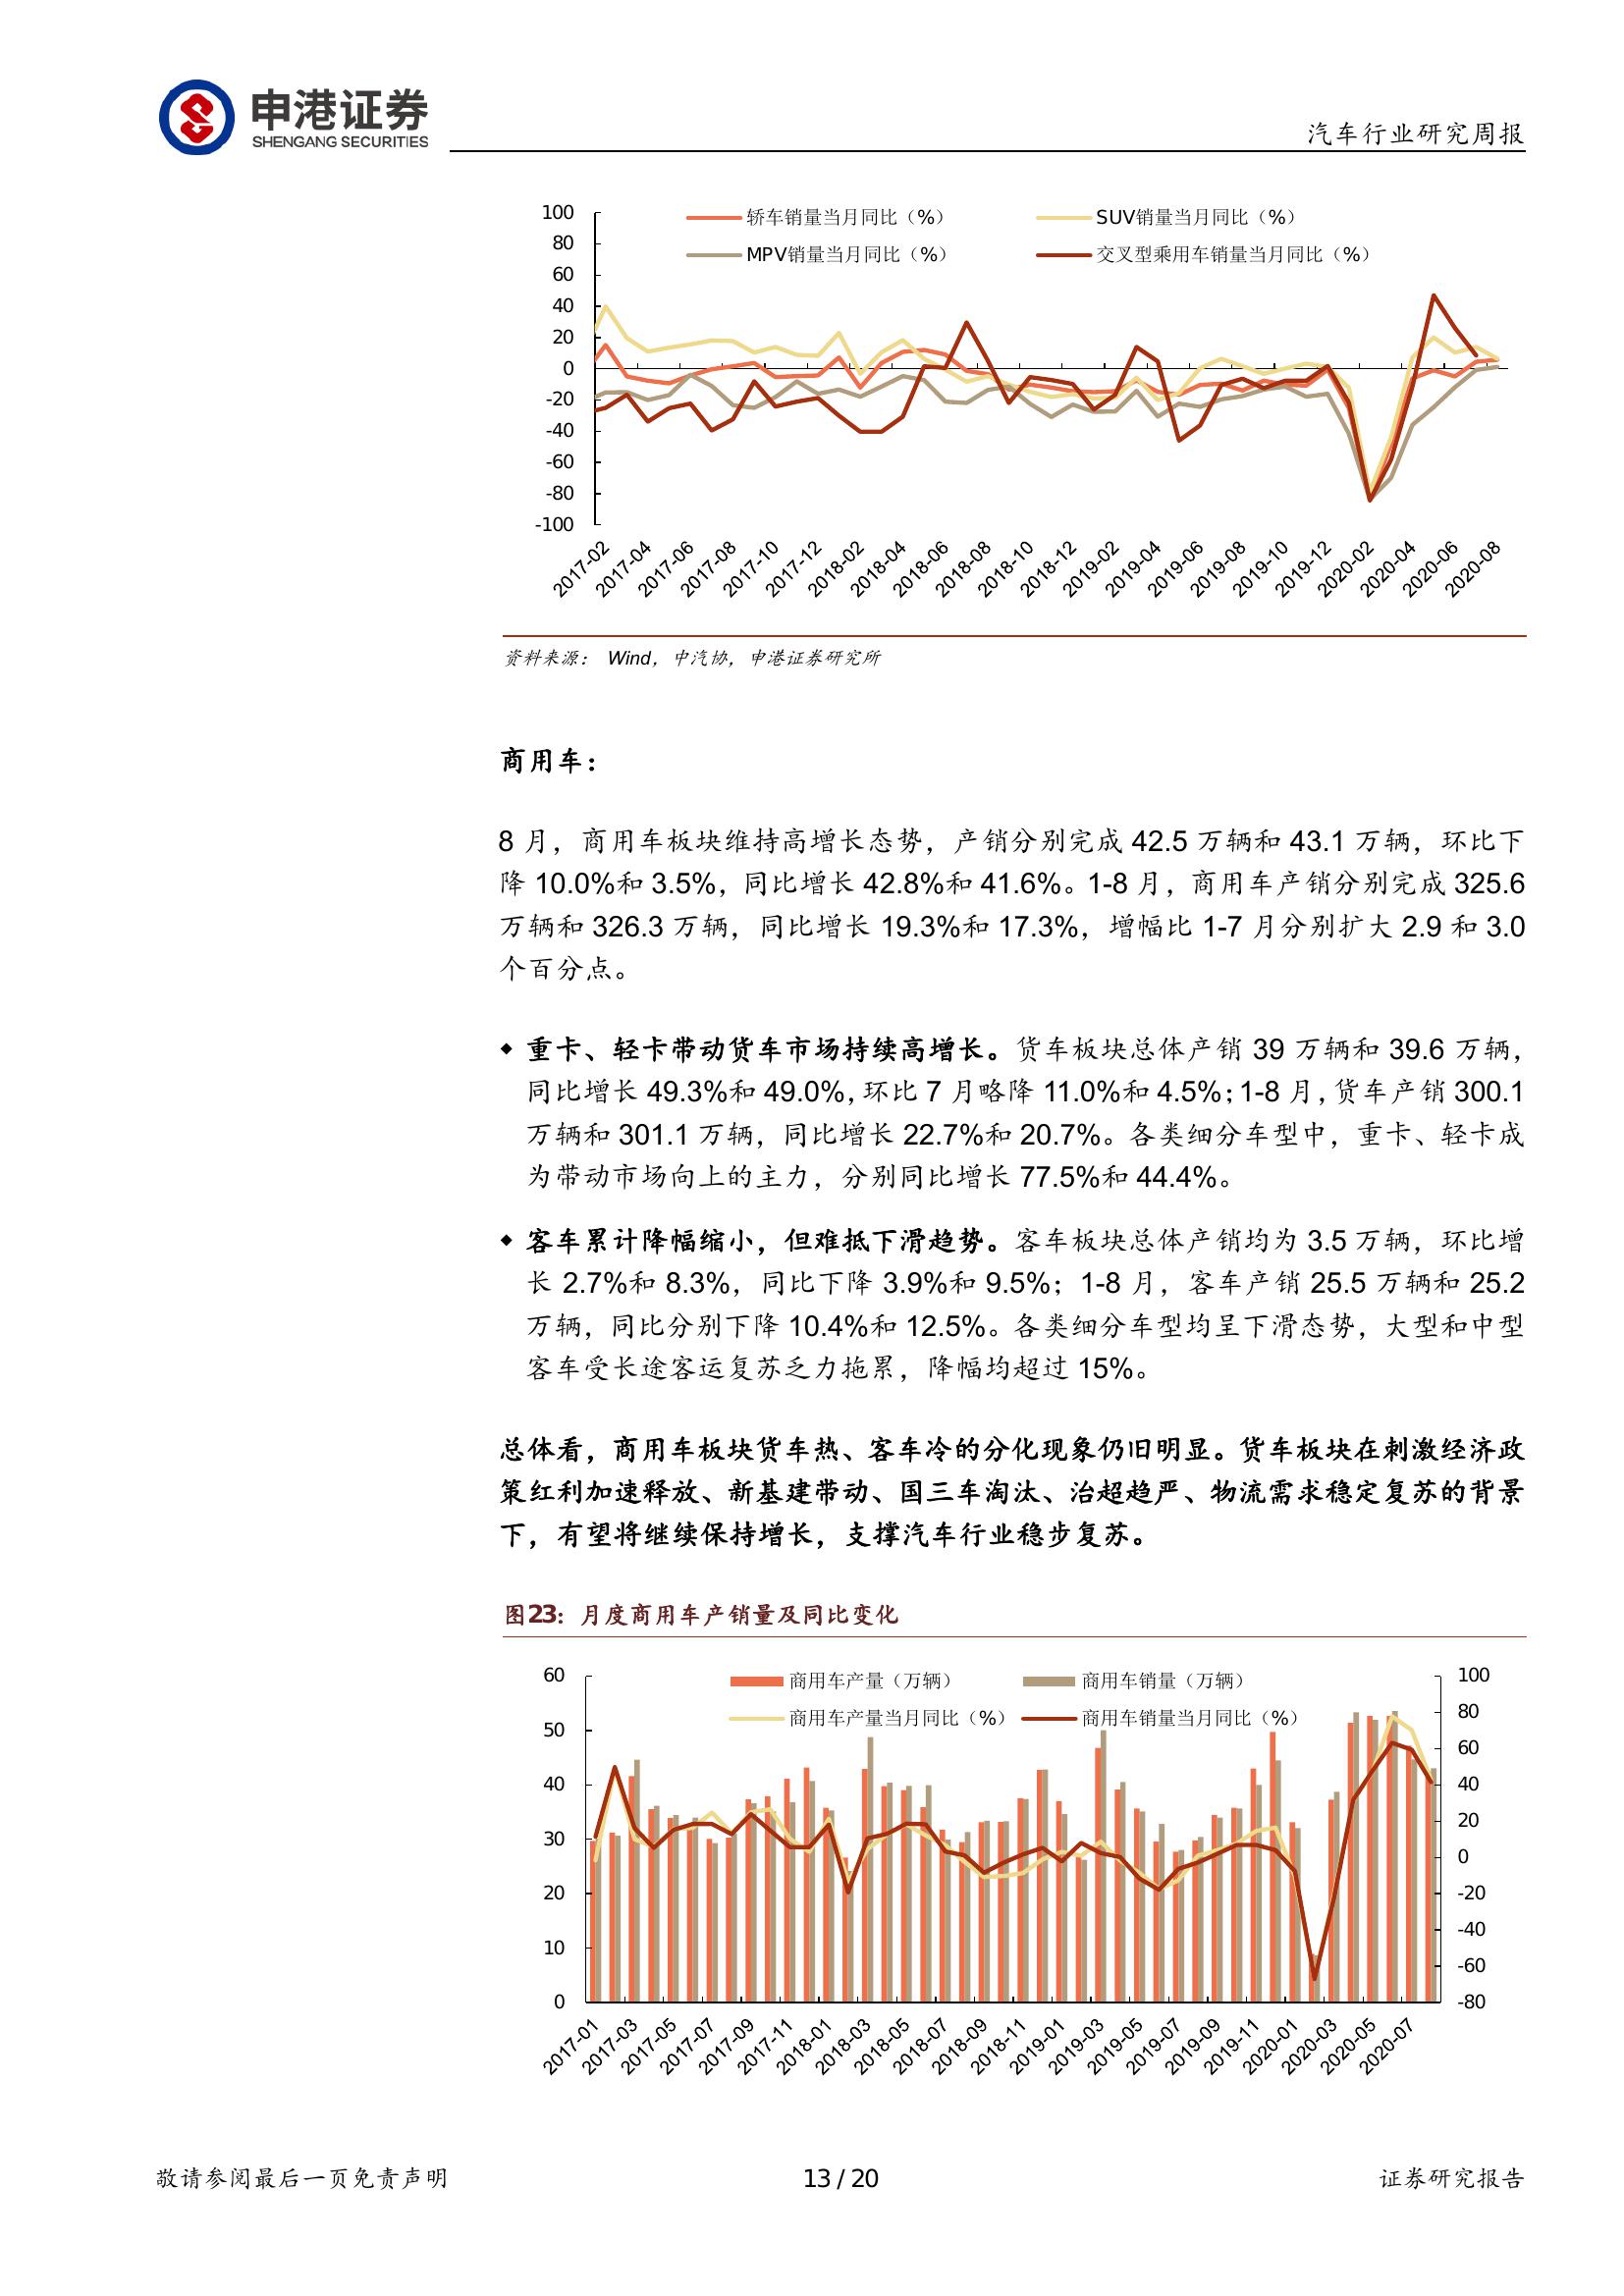 申港证券
SHENGANG SECURITIES
汽车行业研究周报
轿车销量当月同比（%）
SUV销量当月同比（%）
MPV销量当月同比（%）
交叉型乘用车销量当月同比（%）
100
80
60
40
20
0
-20
-40
-60
-80
-100
2017-02
2017-04
2017-06
2017-08
2017-10
2017-12
2018-02
2018-04
2018-06
2018-08
2018-10
2018-12
2019-02
2019-04
2019-06
2019-08
2019-10
2019-12
2020-02
2020-04
2020-06
2020-08
资料来源： Wind，中汽协，申港证券研究所
商用车：
8 月，商用车板块维持高增长态势，产销分别完成 42.5 万辆和 43.1 万辆，环比下
降 10.0%和 3.5%，同比增长 42.8%和 41.6%。1-8 月，商用车产销分别完成 325.6
万辆和 326.3 万辆，同比增长 19.3%和 17.3%，增幅比 1-7 月分别扩大 2.9 和 3.0
个百分点。
◆ 重卡、轻卡带动货车市场持续高增长。货车板块总体产销 39 万辆和 39.6 万辆，
同比增长 49.3%和 49.0%，环比 7 月略降 11.0%和 4.5%；1-8 月，货车产销 300.1
万辆和 301.1 万辆，同比增长 22.7%和 20.7%。各类细分车型中，重卡、轻卡成
为带动市场向上的主力，分别同比增长 77.5%和 44.4%。
◆ 客车累计降幅缩小，但难抵下滑趋势。客车板块总体产销均为 3.5 万辆，环比增
长 2.7%和 8.3%，同比下降 3.9%和 9.5%；1-8 月，客车产销 25.5 万辆和 25.2
万辆，同比分别下降 10.4%和 12.5%。各类细分车型均呈下滑态势，大型和中型
客车受长途客运复苏乏力拖累，降幅均超过 15%。
总体看，商用车板块货车热、客车冷的分化现象仍旧明显。货车板块在刺激经济政
策红利加速释放、新基建带动、国三车淘汰、治超趋严、物流需求稳定复苏的背景
下，有望将继续保持增长，支撑汽车行业稳步复苏。
图23：月度商用车产销量及同比变化
商用车产量（万辆）
商用车销量（万辆）
商用车产量当月同比（%）
商用车销量当月同比（%）
60
50
40
30
20
10
0
100
80
60
40
20
0
-20
-40
-60
-80
2017-01
2017-03
2017-05
2017-07
2017-09
2017-11
2018-01
2018-03
2018-05
2018-07
2018-09
2018-11
2019-01
2019-03
2019-05
2019-07
2019-09
2019-11
2020-01
2020-03
2020-05
2020-07
敬请参阅最后一页免责声明
13 / 20
证券研究报告